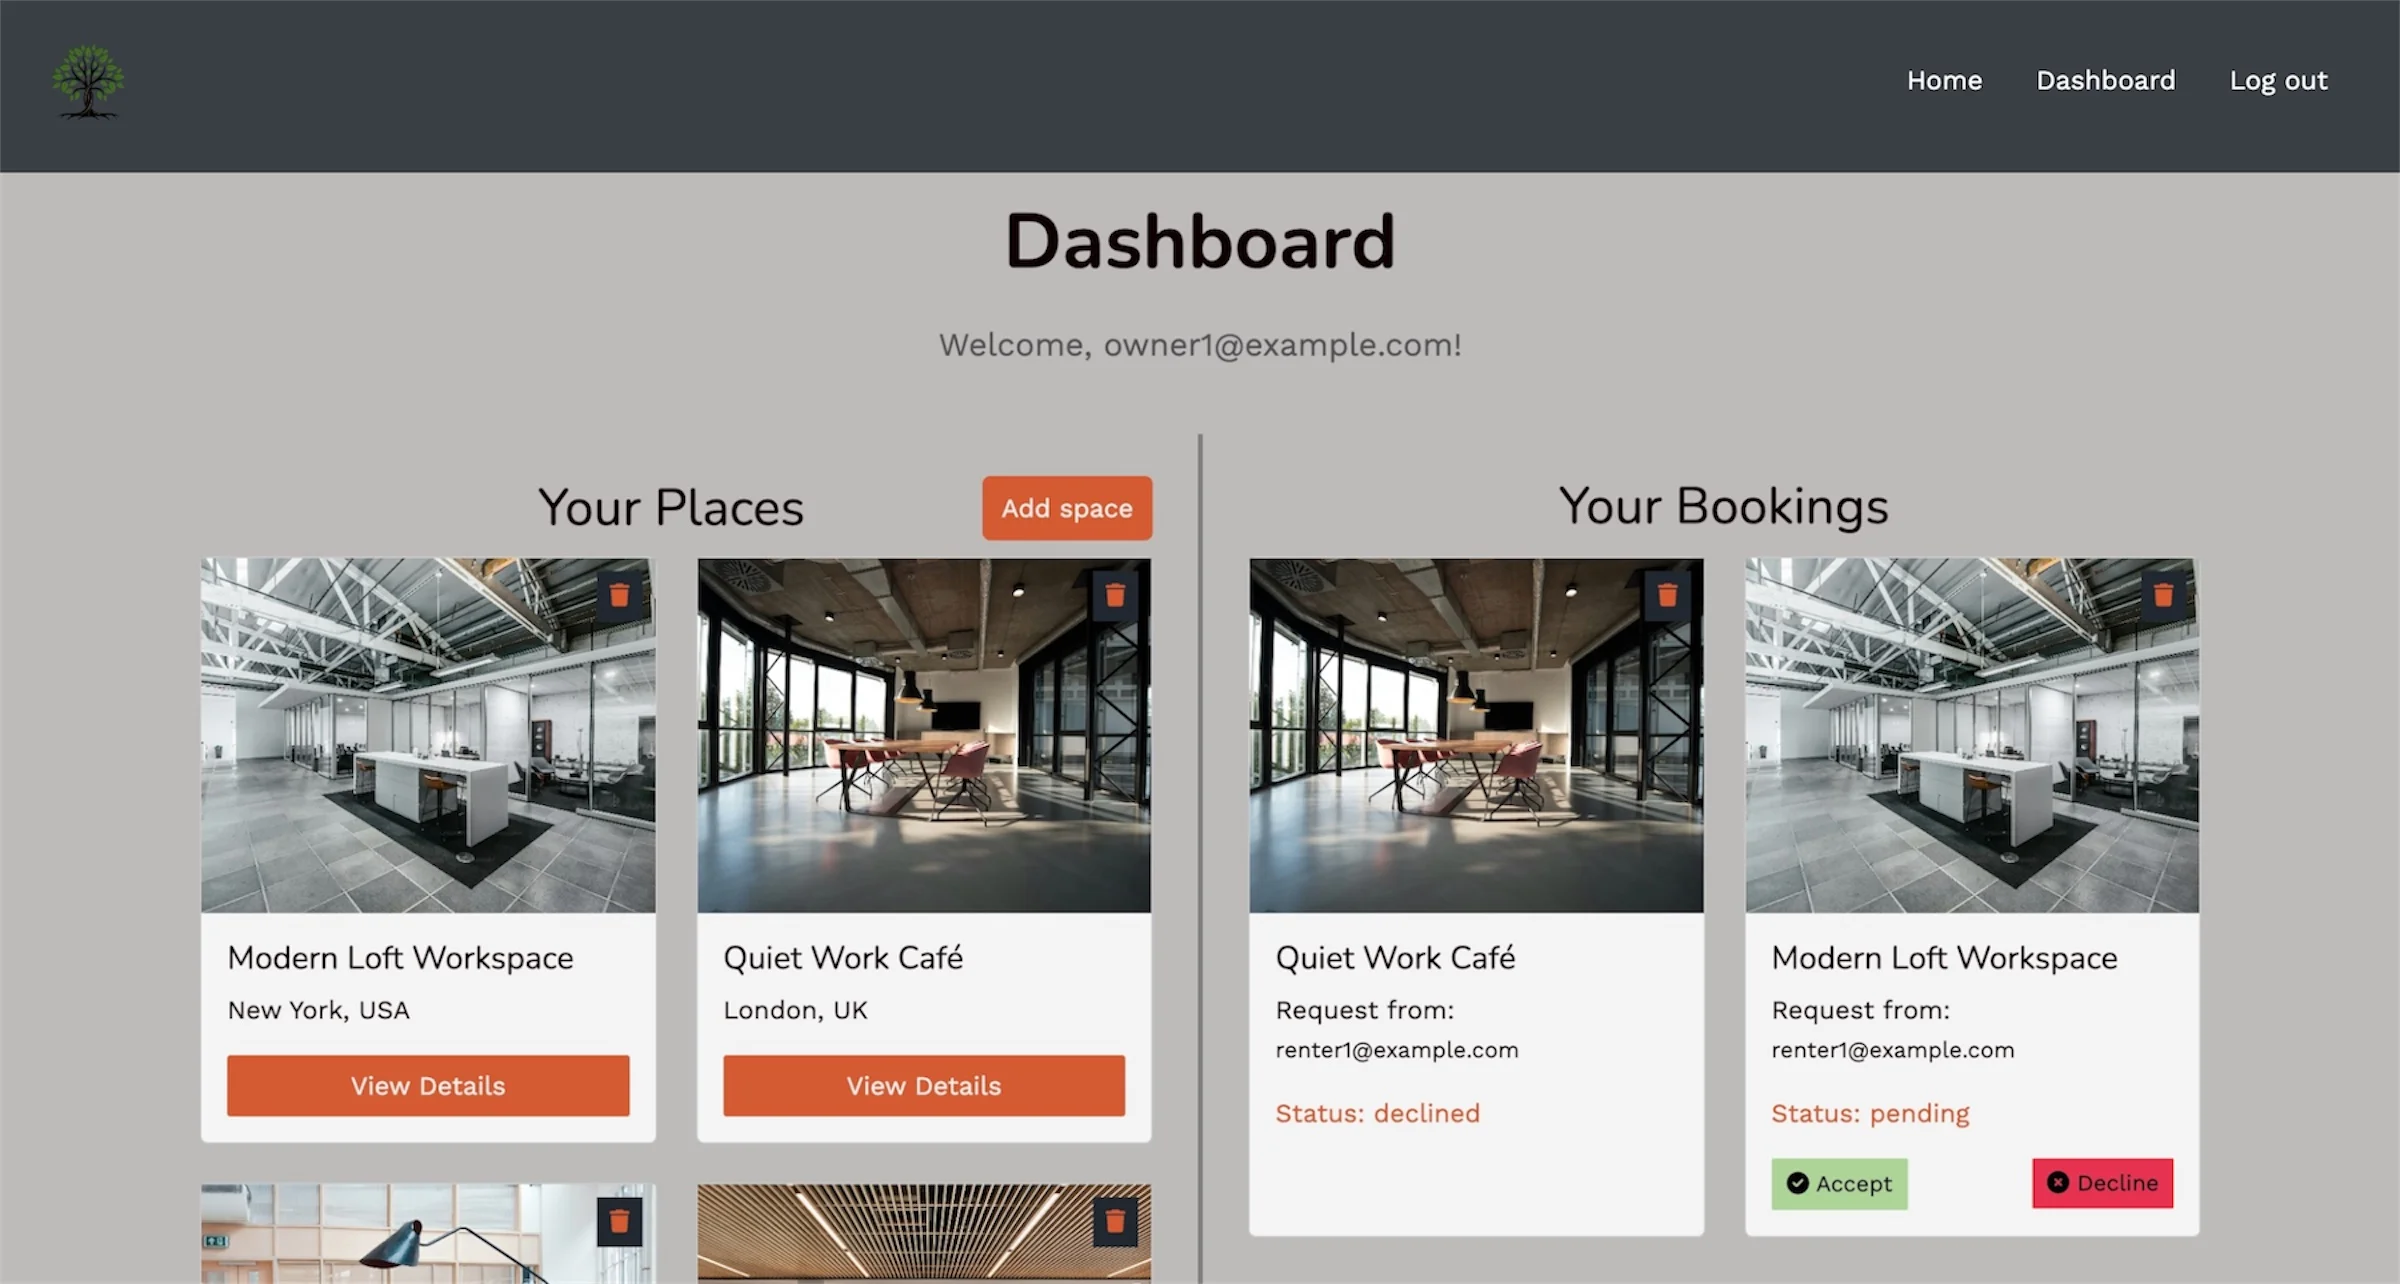 Home
Dashboard
Log out
Dashboard
Welcome, owner1@example.com!
Your Places
Add space
Modern Loft Workspace
New York, USA
View Details
Quiet Work Café
London, UK
View Details
Your Bookings
Quiet Work Café
Request from:
renter1@example.com
Status: declined
Modern Loft Workspace
Request from:
renter1@example.com
Status: pending
Accept
Decline